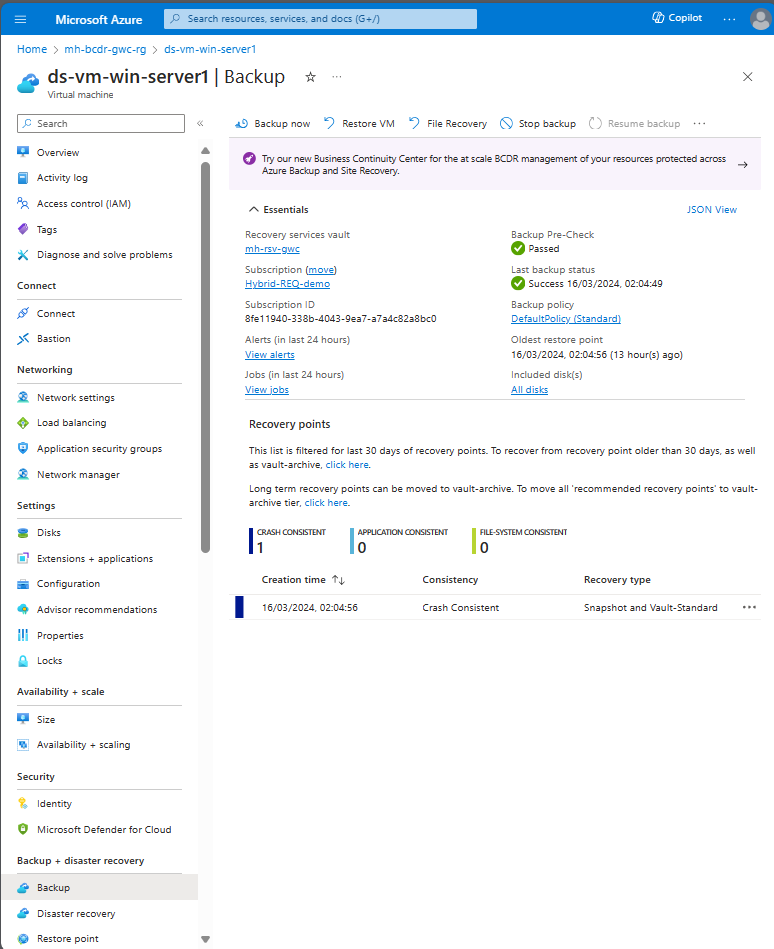 Microsoft Azure
Search resources, services, and docs (G+/)
Copilot
...
Home > mh-bcdr-gwc-rg > ds-vm-win-server1
ds-vm-win-server1 | Backup
...
Virtual machine
Search
«
Overview
Activity log
Access control (IAM)
Tags
Diagnose and solve problems
Connect
Connect
Bastion
Networking
Network settings
Load balancing
Application security groups
Network manager
Settings
Disks
Extensions + applications
Configuration
Advisor recommendations
Properties
Locks
Availability + scale
Size
Availability + scaling
Security
Identity
Microsoft Defender for Cloud
Backup + disaster recovery
Backup
Disaster recovery
Restore point
Backup now
Restore VM
File Recovery
Stop backup
Resume backup
...
Try our new Business Continuity Center for the at scale BCDR management of your resources protected across
Azure Backup and Site Recovery.
Essentials
JSON View
Recovery services vault
mh-rsv-gwc
Subscription (move)
Hybrid-REQ-demo
Subscription ID
8fe11940-338b-4043-9ea7-a7a4c82a8bc0
Alerts (in last 24 hours)
View alerts
Jobs (in last 24 hours)
View jobs
Backup Pre-Check
Passed
Last backup status
Success 16/03/2024, 02:04:49
Backup policy
DefaultPolicy (Standard)
Oldest restore point
16/03/2024, 02:04:56 (13 hour(s) ago)
Included disk(s)
All disks
Recovery points
This list is filtered for last 30 days of recovery points. To recover from recovery point older than 30 days, as well
as vault-archive, click here.
Long term recovery points can be moved to vault-archive. To move all 'recommended recovery points' to vault-
archive tier, click here.
CRASH CONSISTENT
1
APPLICATION CONSISTENT
0
FILE-SYSTEM CONSISTENT
0
Creation time ↑↓ Consistency Recovery type
16/03/2024, 02:04:56 Crash Consistent Snapshot and Vault-Standard ...